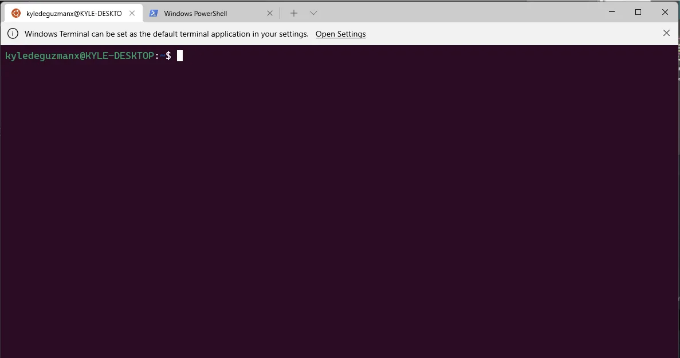 kyledeguzmanx@KYLE-DESKTO Windows PowerShell
Windows Terminal can be set as the default terminal application in your settings. Open Settings
kyledeguzmanx@KYLE-DESKTOP:~$